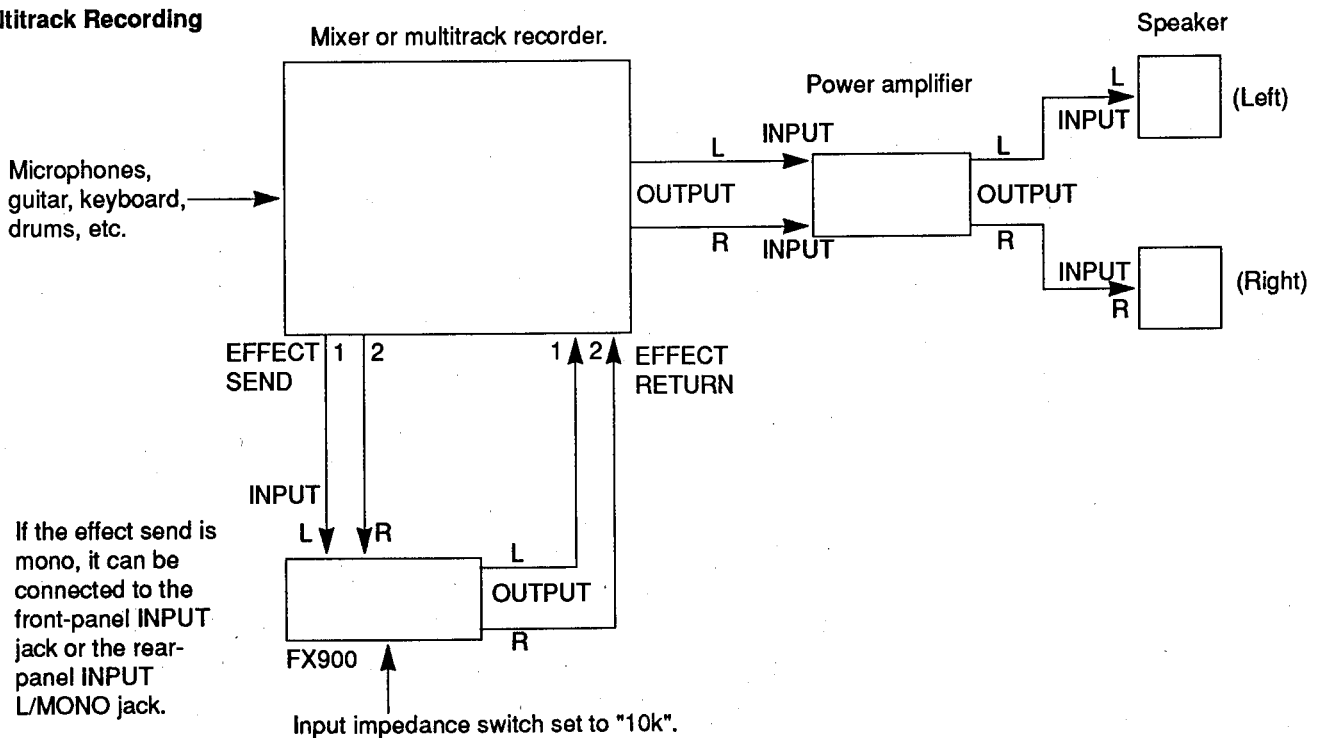 Ititrack Recording
Mixer or multitrack recorder.
Speaker
Power amplifier
L
INPUT
(Left)
Microphones,
guitar, keyboard,
drums, etc.
L
INPUT
OUTPUT
R
INPUT
L
OUTPUT
R
INPUT
R
(Right)
EFFECT
SEND
1
2
1
2
EFFECT
RETURN
INPUT
L
R
If the effect send is
mono, it can be
connected to the
front-panel INPUT
jack or the rear-
panel INPUT
L/MONO jack.
L
OUTPUT
R
FX900
Input impedance switch set to "10k".